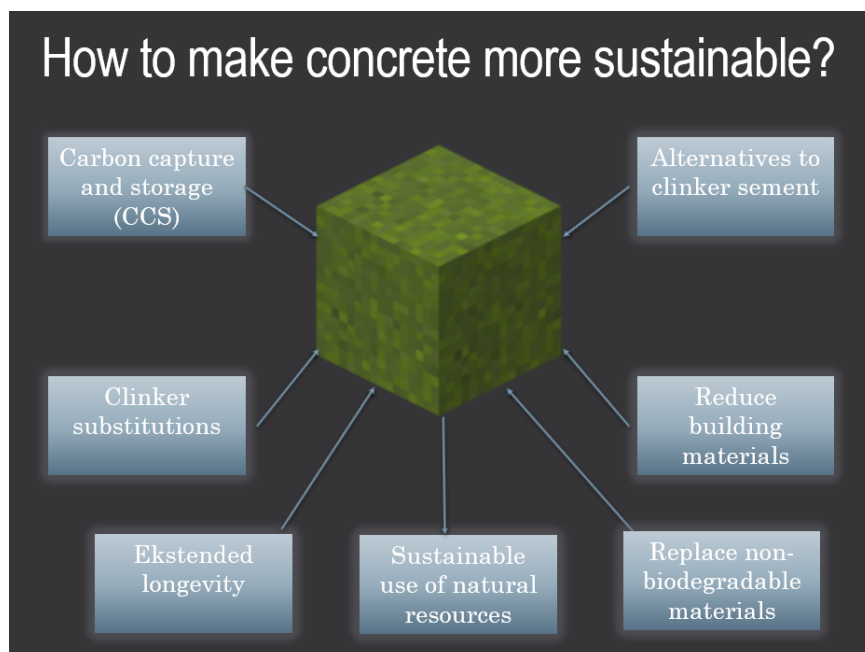 How to make concrete more sustainable?
Carbon capture
and storage
(CCS)
Alternatives to
clinker sement
Clinker
substitutions
Reduce
building
materials
Ekstended
longevity
Sustainable
use of natural
resources
Replace non-
biodegradable
materials